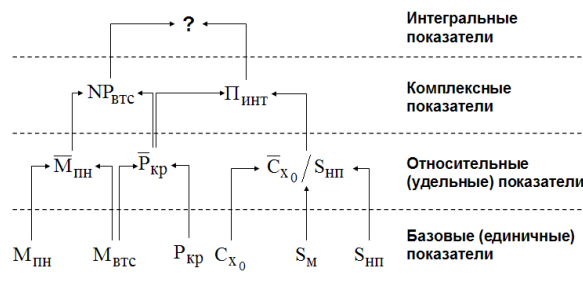 ?
Интегральные
показатели
NPвтс
Пинт
Комплексные
показатели
M̅пн
P̅кр
C̅x₀ / Sнп
Относительные
(удельные) показатели
Mпн
Mвтс
Pкр
Cx₀
Sм
Sнп
Базовые (единичные)
показатели